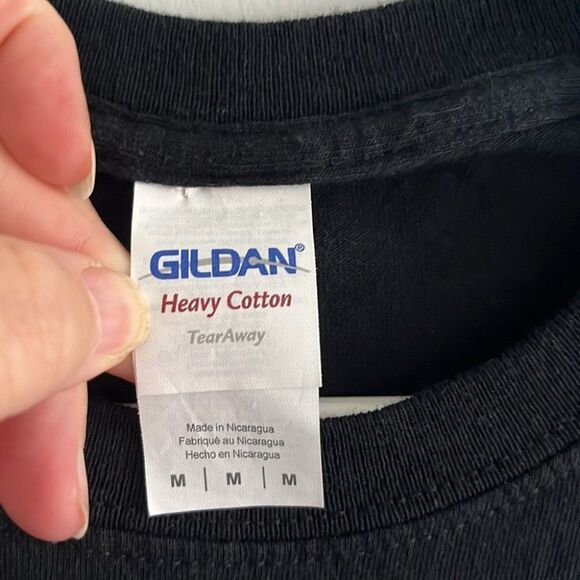 GILDAN®
Heavy Cotton
TearAway
Made in Nicaragua
Fabriqué au Nicaragua
Hecho en Nicaragua
M | M | M